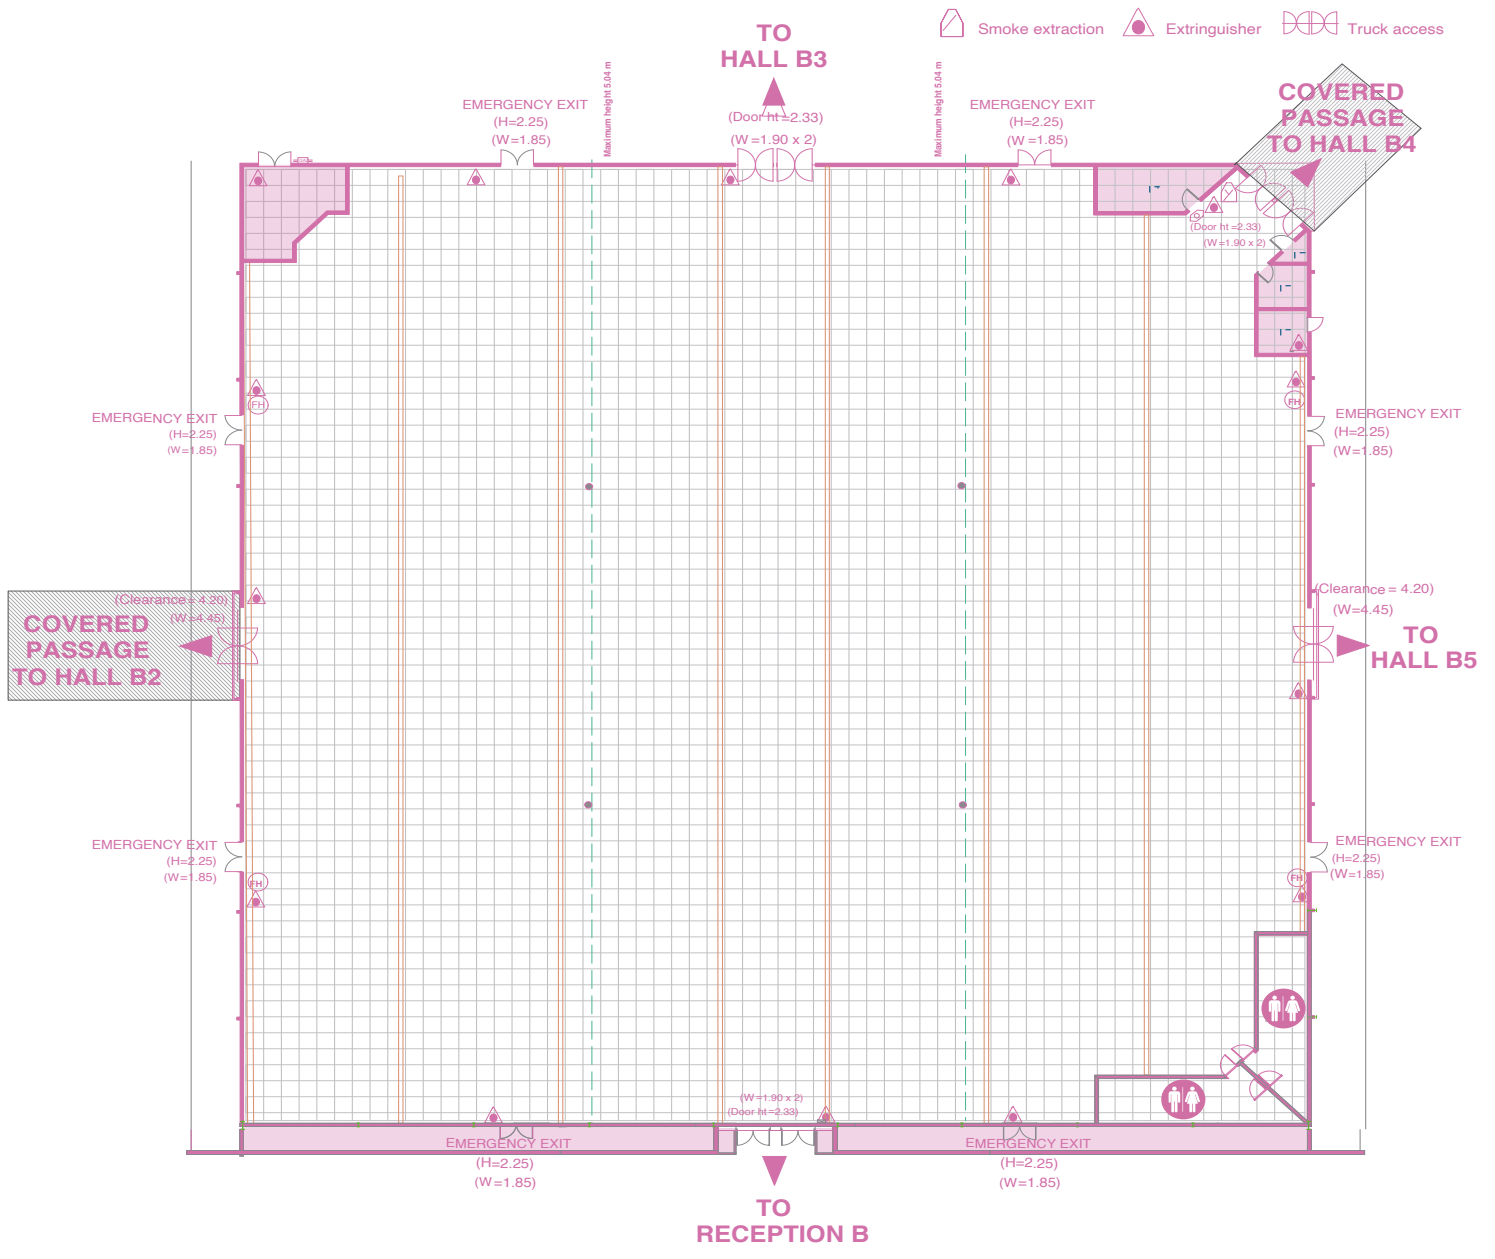 Smoke extraction
Extringuisher
Truck access
TO
HALL B3
(Door ht =2.33)
(W=1.90 x 2)
EMERGENCY EXIT
(H=2.25)
(W=1.85)
Maximum height 5.04 m
Maximum height 5.04 m
EMERGENCY EXIT
(H=2.25)
(W=1.85)
COVERED
PASSAGE
TO HALL B4
(Door ht =2.33)
(W=1.90 x 2)
FH
EMERGENCY EXIT
(H=2.25)
(W=1.85)
FH
EMERGENCY EXIT
(H=2.25)
(W=1.85)
(Clearance = 4.20)
(W=4.45)
COVERED
PASSAGE
TO HALL B2
(Clearance = 4.20)
(W=4.45)
TO
HALL B5
EMERGENCY EXIT
(H=2.25)
(W=1.85)
FH
EMERGENCY EXIT
(H=2.25)
(W=1.85)
FH
(W=1.90 x 2)
(Door ht =2.33)
EMERGENCY EXIT
(H=2.25)
(W=1.85)
EMERGENCY EXIT
(H=2.25)
(W=1.85)
TO
RECEPTION B